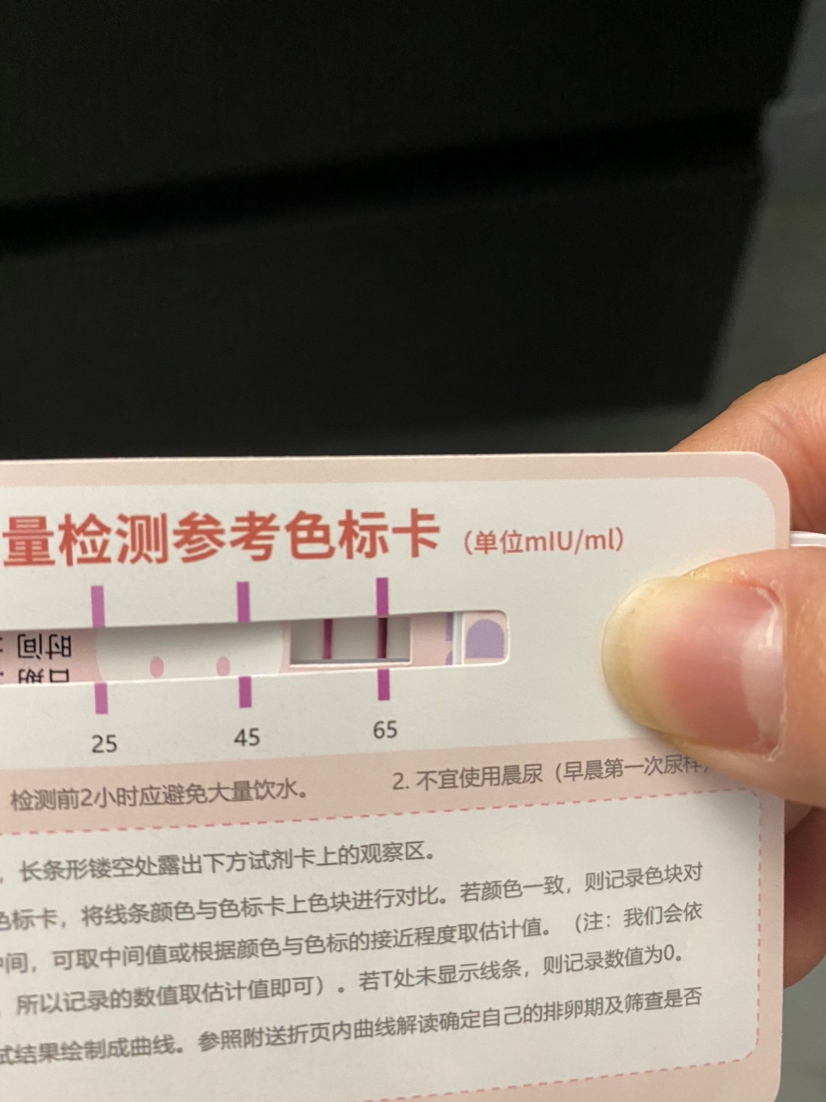 量检测参考色标卡（单位mIU/ml）
时间：
日期：
25 45 65
检测前2小时应避免大量饮水。 2. 不宜使用晨尿（早晨第一次尿样）
，长条形镂空处露出下方试剂卡上的观察区。
色标卡，将线条颜色与色标卡上色块进行对比。若颜色一致，则记录色块对
中间，可取中间值或根据颜色与色标的接近程度取估计值。（注：我们会依
，所以记录的数值取估计值即可）。若T处未显示线条，则记录数值为0。
试结果绘制成曲线。参照附送折页内曲线解读确定自己的排卵期及筛查是否